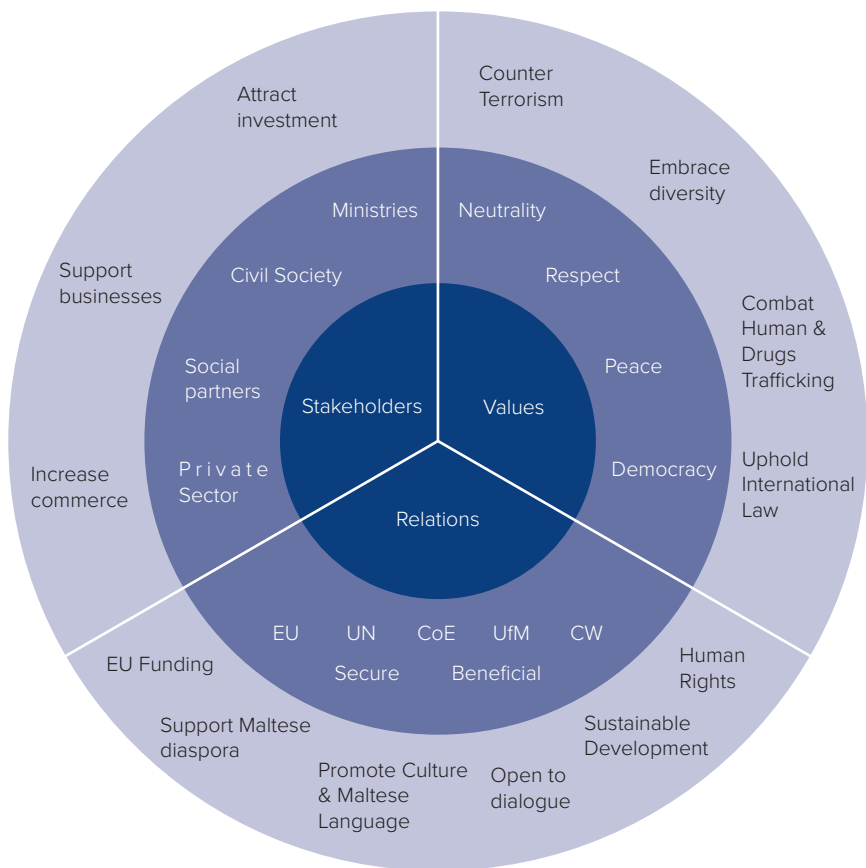 Attract
investment
Support
businesses
Increase
commerce
Ministries
Civil Society
Social
partners
Private
Sector
Stakeholders
Counter
Terrorism
Embrace
diversity
Combat
Human &
Drugs
Trafficking
Uphold
International
Law
Neutrality
Respect
Peace
Democracy
Values
Relations
EU UN CoE UfM CW
Secure Beneficial
EU Funding
Support Maltese
diaspora
Promote Culture
& Maltese
Language
Open to
dialogue
Sustainable
Development
Human
Rights